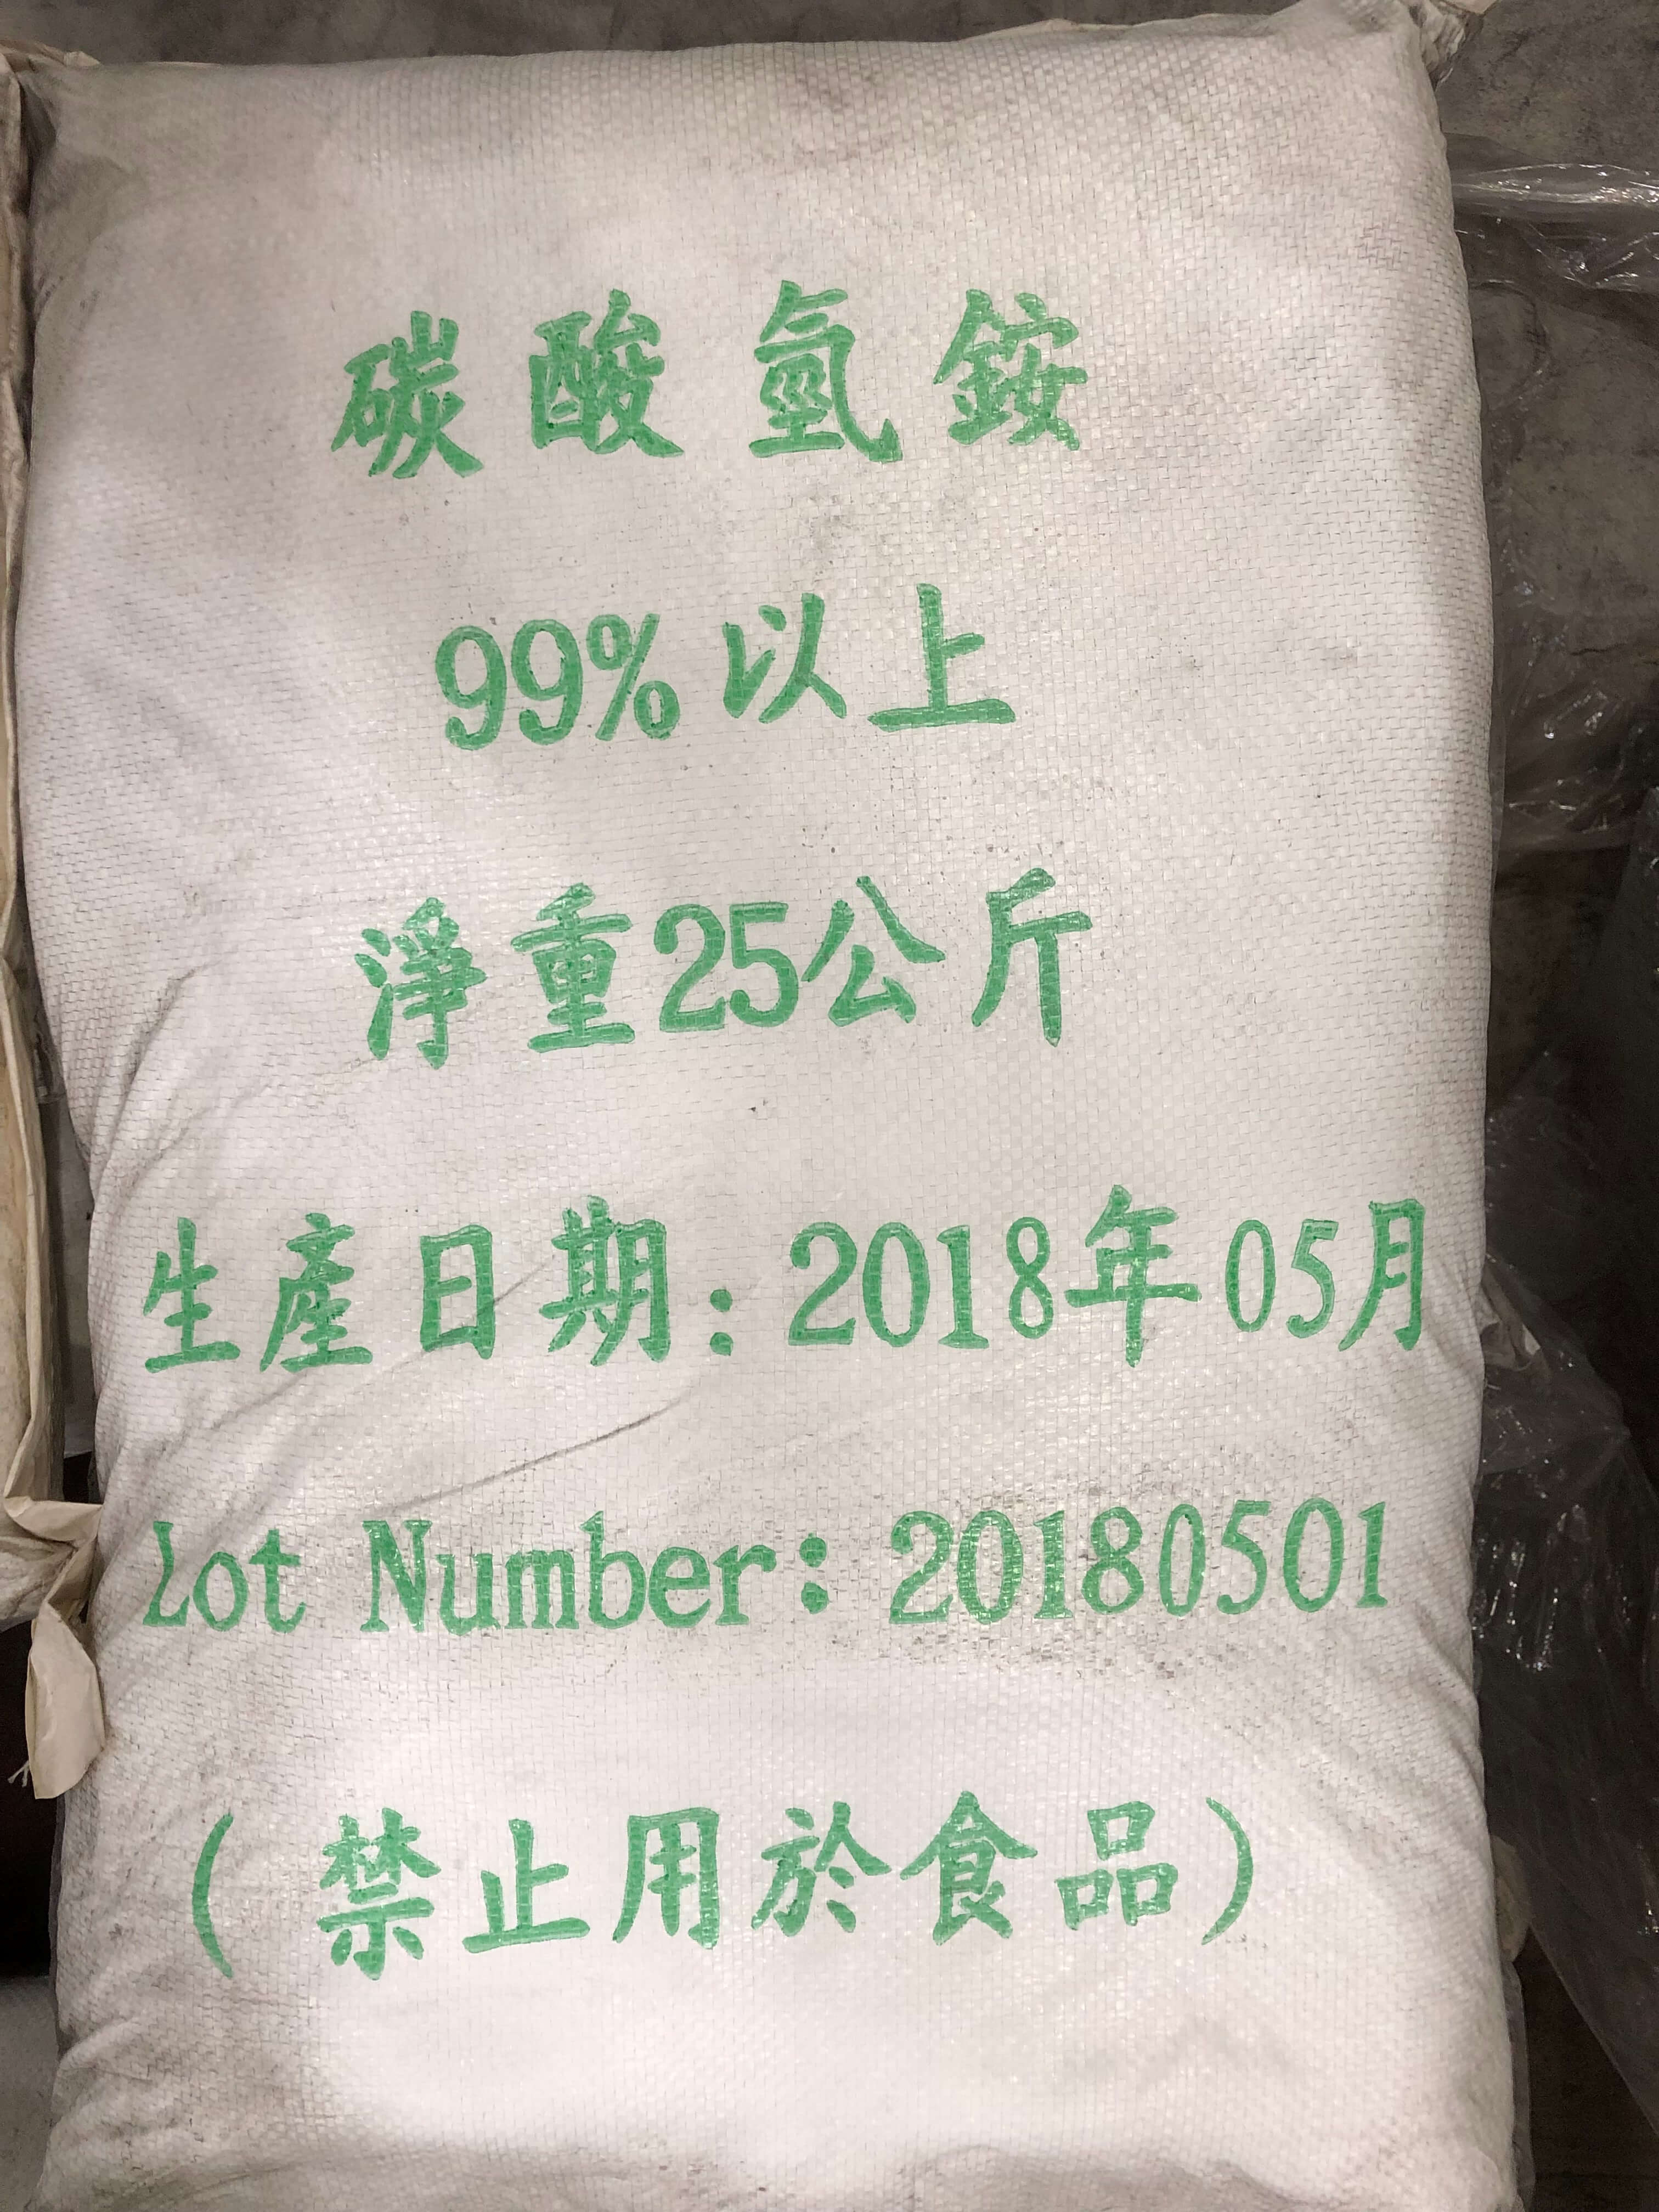 碳酸氫銨
99%以上
淨重25公斤
生產日期：2018年05月
Lot Number: 20180501
（禁止用於食品）